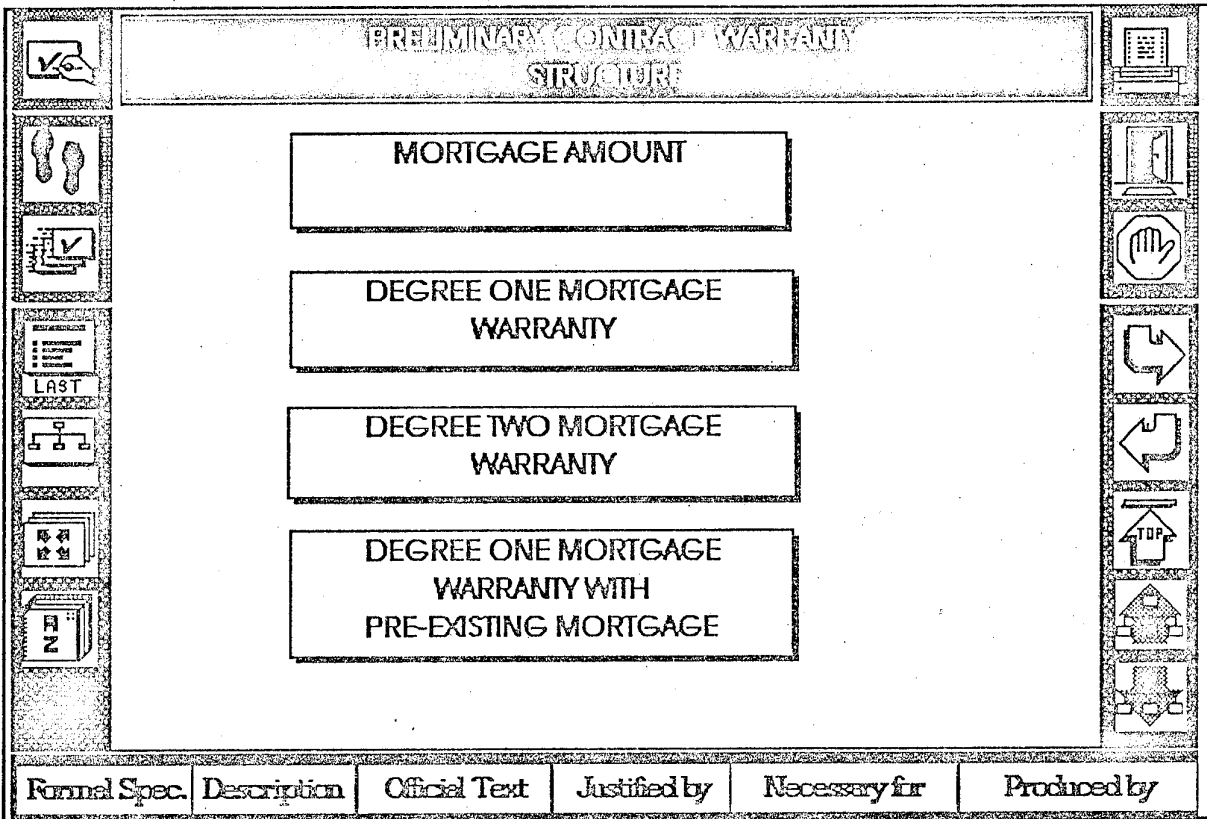 PRELIMINARY CONTRACT WARRANTY
STRUCTURE
MORTGAGE AMOUNT
DEGREE ONE MORTGAGE
WARRANTY
LAST
DEGREE TWO MORTGAGE
WARRANTY
TOP
DEGREE ONE MORTGAGE
WARRANTY WITH
PRE-EXISTING MORTGAGE
Formal Spec.
Description
Official Text
Justified by
Necessary for
Produced by